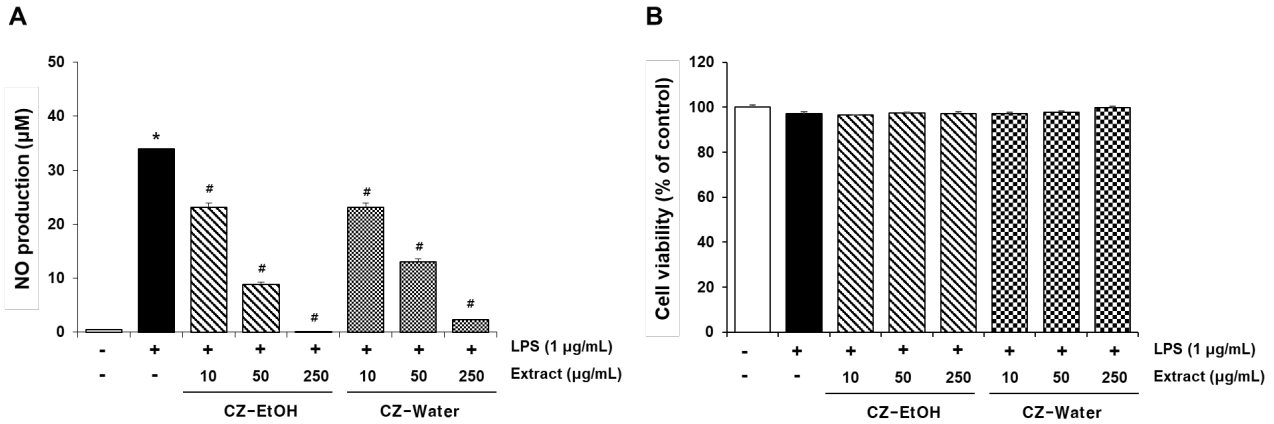 A
NO production (μM)
50
40
30
20
10
0
*
#
#
#
#
#
#
- + + + + + + + LPS (1 μg/mL)
- - 10 50 250 10 50 250 Extract (μg/mL)
CZ-EtOH CZ-Water
B
Cell viability (% of control)
120
100
80
60
40
20
0
- + + + + + + + LPS (1 μg/mL)
- - 10 50 250 10 50 250 Extract (μg/mL)
CZ-EtOH CZ-Water